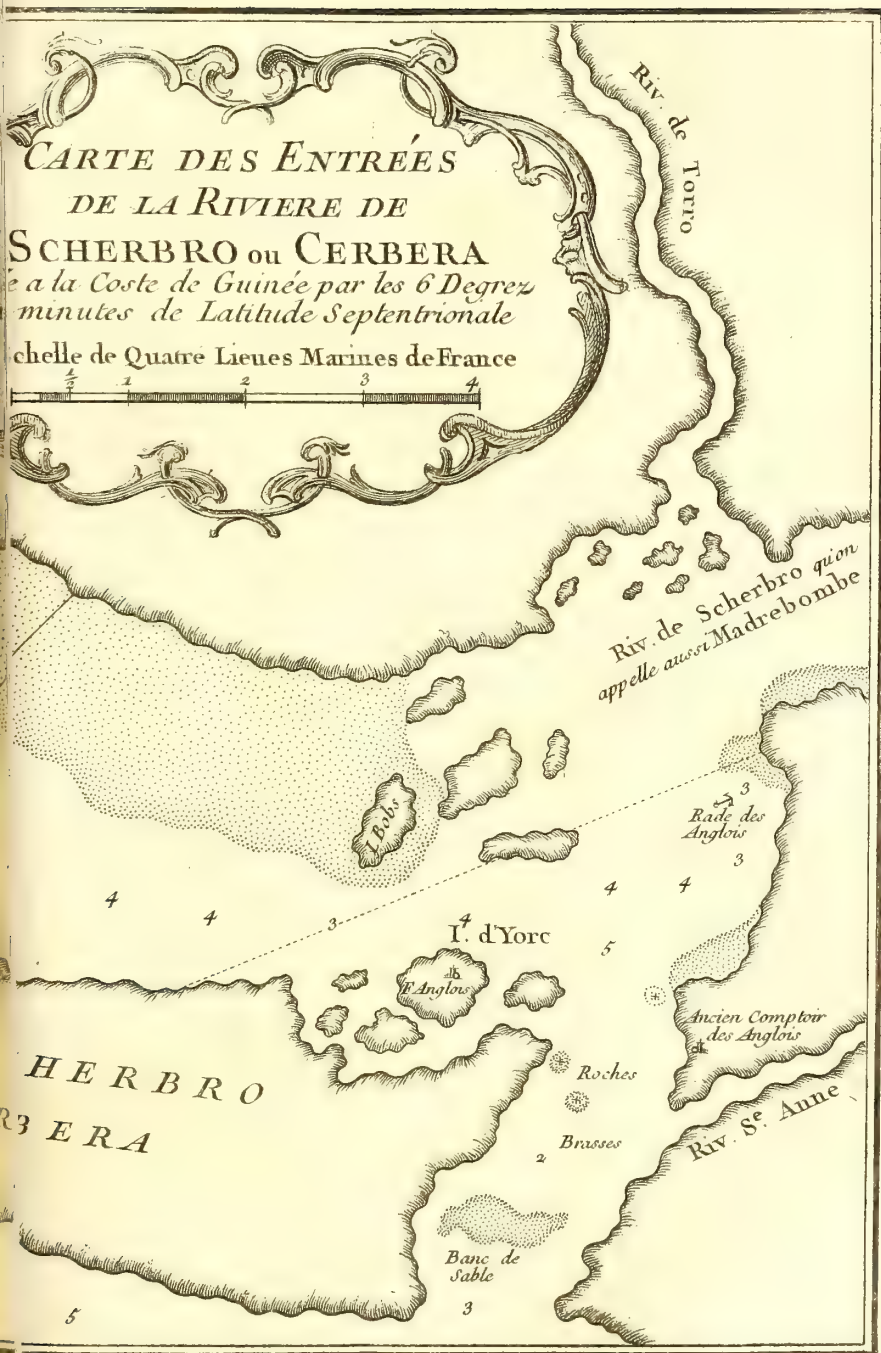 CARTE DES ENTRÉES
DE LA RIVIERE DE
SCHERBRO ou CERBERA
e a la Coste de Guinée par les 6 Degrez
minutes de Latitude Septentrionale
chelle de Quatre Lieues Marines de France
1/2 1 2 3 4
Riv. de Torro
Riv. de Scherbro qu'on
appelle aussi Madrebombe
3
Rade des
Anglois
3
I. Bobs
4 4 3 4 4 4 5
I. d'Yorc
F. Anglois
Ancien Comptoir
des Anglois
Roches
Brasses
2
Riv. Se. Anne
HERBRO
ERA
Banc de
Sable
3
5